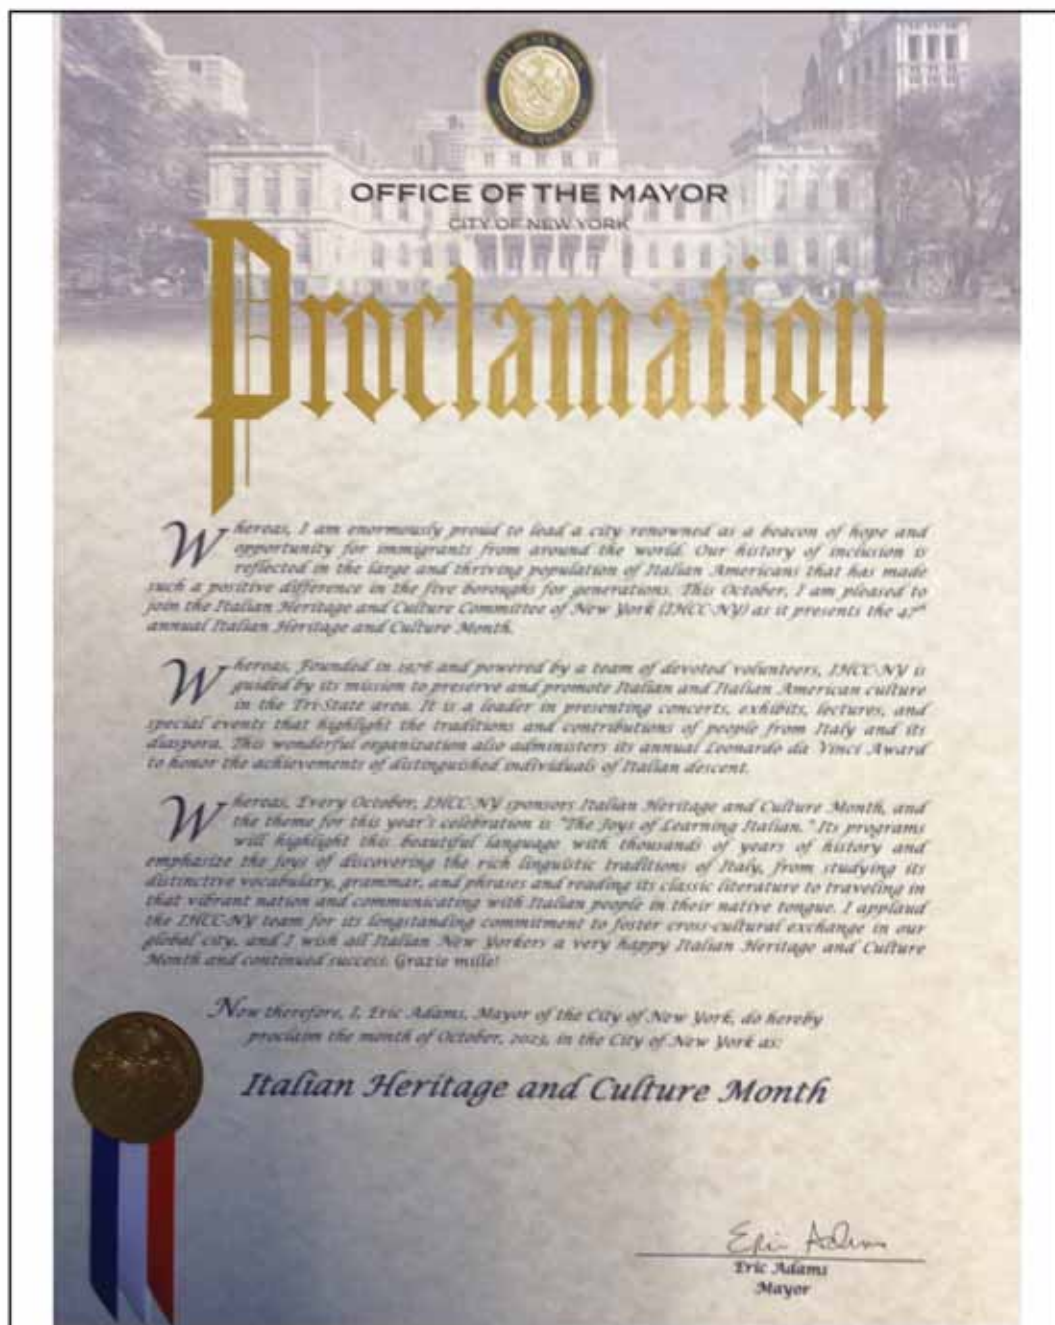 OFFICE OF THE MAYOR
CITY OF NEW YORK
Proclamation
Whereas, I am enormously proud to lead a city renowned as a beacon of hope and
opportunity for immigrants from around the world. Our history of inclusion is
reflected in the large and thriving population of Italian Americans that has made
such a positive difference in the five boroughs for generations. This October, I am pleased to
join the Italian Heritage and Culture Committee of New York (IHCC-NY) as it presents the 47th
annual Italian Heritage and Culture Month.
Whereas, Founded in 1976 and powered by a team of devoted volunteers, IHCC-NY is
guided by its mission to preserve and promote Italian and Italian American culture
in the Tri-State area. It is a leader in presenting concerts, exhibits, lectures, and
special events that highlight the traditions and contributions of people from Italy and its
diaspora. This wonderful organization also administers its annual Leonardo da Vinci Award
to honor the achievements of distinguished individuals of Italian descent.
Whereas, Every October, IHCC-NY sponsors Italian Heritage and Culture Month, and
the theme for this year's celebration is "The Joys of Learning Italian." Its programs
will highlight this beautiful language with thousands of years of history and
emphasize the joys of discovering the rich linguistic traditions of Italy, from studying its
distinctive vocabulary, grammar, and phrases and reading its classic literature to traveling in
that vibrant nation and communicating with Italian people in their native tongue. I applaud
the IHCC-NY team for its longstanding commitment to foster cross-cultural exchange in our
global city, and I wish all Italian New Yorkers a very happy Italian Heritage and Culture
Month and continued success. Grazie mille!
Now therefore, I, Eric Adams, Mayor of the City of New York, do hereby
proclaim the month of October, 2023, in the City of New York as:
Italian Heritage and Culture Month
Eric Adams
Eric Adams
Mayor